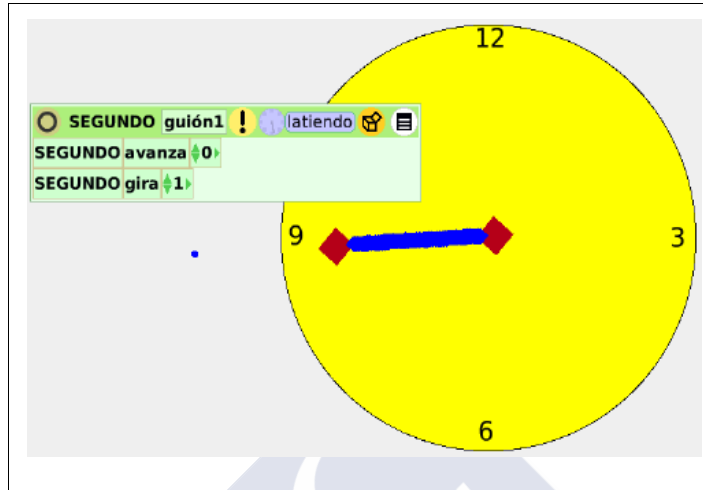 12
SEGUNDO guión1 ! latiendo
SEGUNDO avanza 0
SEGUNDO gira 1
9
3
6